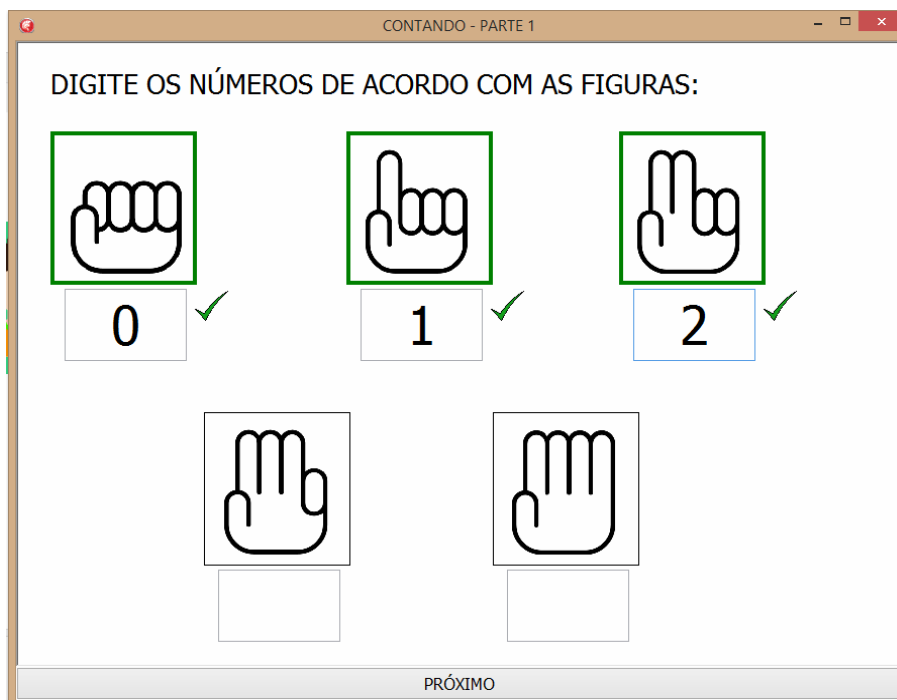 CONTANDO - PARTE 1
DIGITE OS NÚMEROS DE ACORDO COM AS FIGURAS:
0
1
2
PRÓXIMO